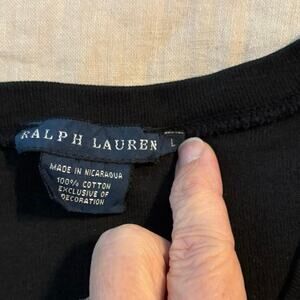 RALPH LAUREN
L
MADE IN NICARAGUA
100% COTTON
EXCLUSIVE OF
DECORATION